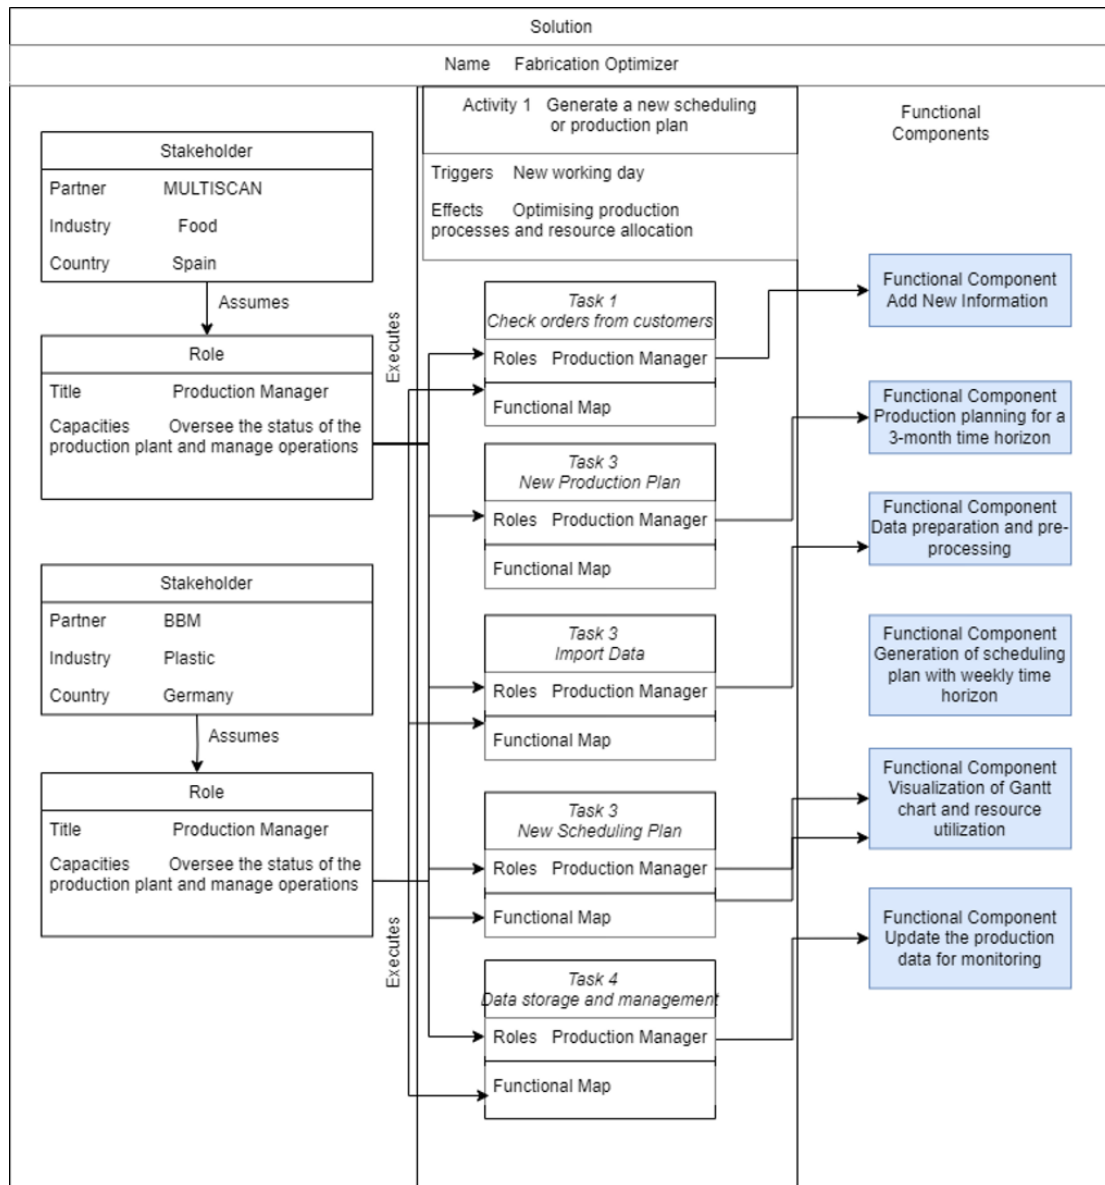 Solution
Name Fabrication Optimizer
Activity 1 Generate a new scheduling
or production plan
Triggers New working day
Effects Optimising production
processes and resource allocation
Functional
Components
Stakeholder
Partner MULTISCAN
Industry Food
Country Spain
Assumes
Role
Title Production Manager
Capacities Oversee the status of the
production plant and manage operations
Executes
Stakeholder
Partner BBM
Industry Plastic
Country Germany
Assumes
Role
Title Production Manager
Capacities Oversee the status of the
production plant and manage operations
Executes
Task 1
Check orders from customers
Roles Production Manager
Functional Map
Task 3
New Production Plan
Roles Production Manager
Functional Map
Task 3
Import Data
Roles Production Manager
Functional Map
Task 3
New Scheduling Plan
Roles Production Manager
Functional Map
Task 4
Data storage and management
Roles Production Manager
Functional Map
Functional Component
Add New Information
Functional Component
Production planning for a
3-month time horizon
Functional Component
Data preparation and pre-
processing
Functional Component
Generation of scheduling
plan with weekly time
horizon
Functional Component
Visualization of Gantt
chart and resource
utilization
Functional Component
Update the production
data for monitoring